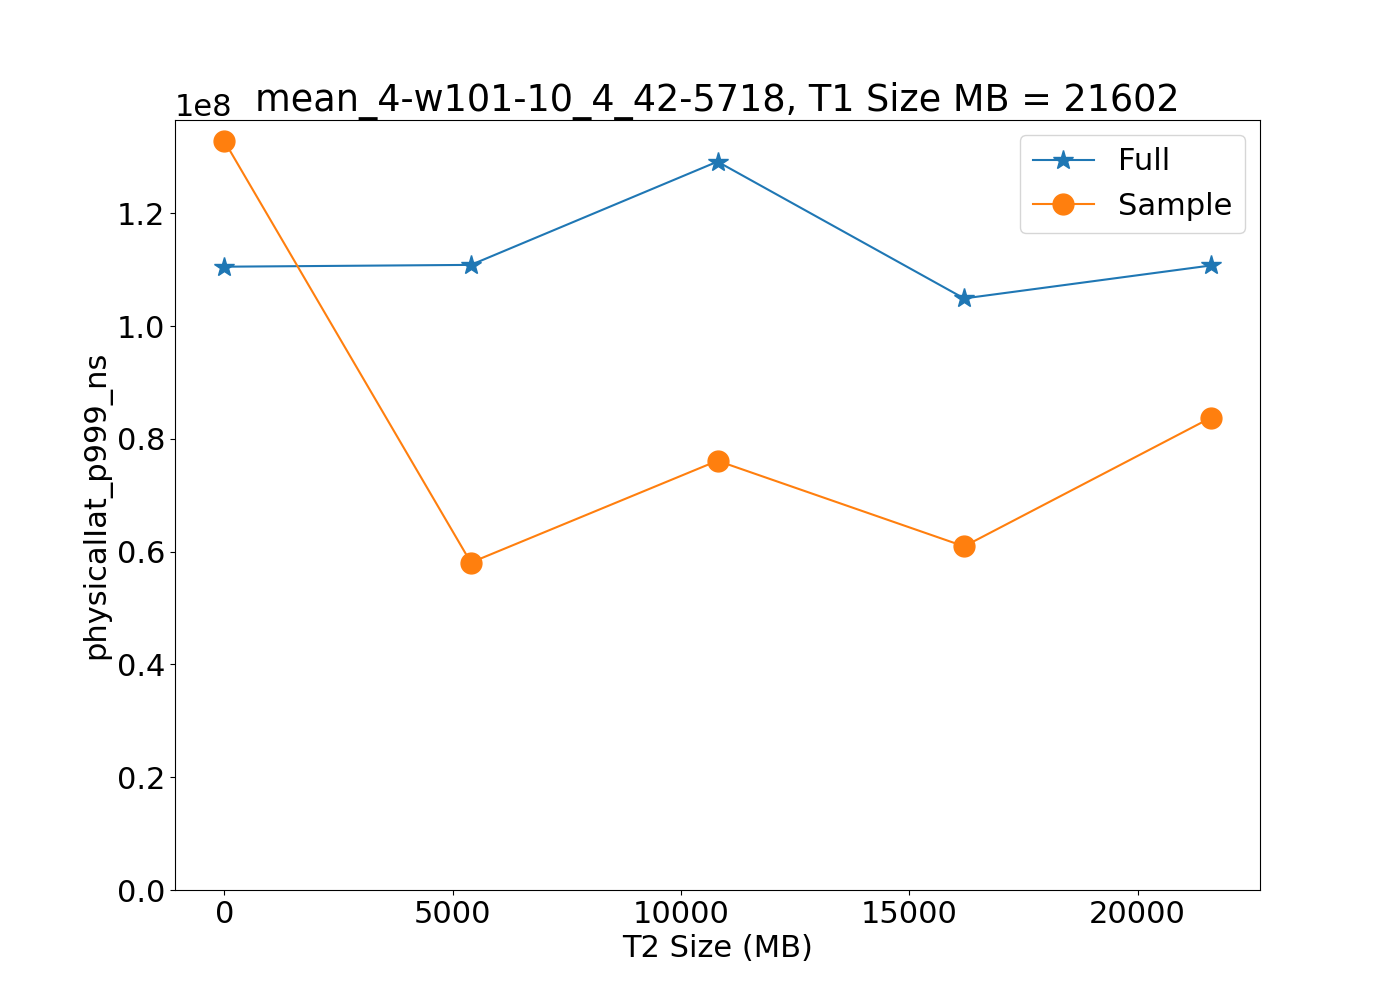 mean_4-w101-10_4_42-5718, T1 Size MB = 21602
1e8
Full
Sample
1.2
1.0
0.8
0.6
0.4
0.2
0.0
physicallat_p999_ns
0 5000 10000 15000 20000
T2 Size (MB)